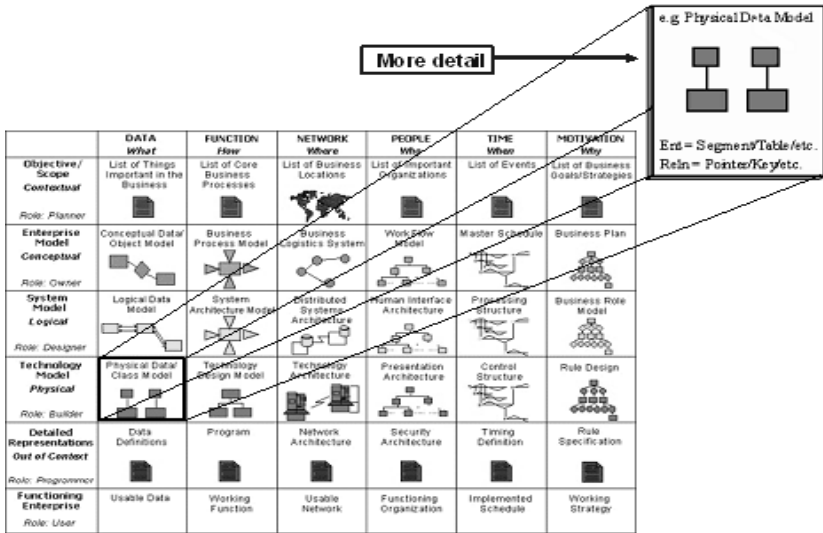 e.g. Physical Data Model
More detail
Ent = Segment/Table/etc.
Reln = Pointer/Key/etc.
DATA
What
FUNCTION
How
NETWORK
Where
PEOPLE
Who
TIME
When
MOTIVATION
Why
Objective/
Scope
Contextual
Role: Planner
List of Things
Important in the
Business
List of Core
Business
Processes
List of Business
Locations
List of Important
Organizations
List of Events
List of Business
Goals/Strategies
Enterprise
Model
Conceptual
Role: Owner
Conceptual Data/
Object Model
Business
Process Model
Business
Logistics System
Work Flow
Model
Master Schedule
Business Plan
System
Model
Logical
Role: Designer
Logical Data
Model
System
Architecture Model
Distributed
Systems
Architecture
Human Interface
Architecture
Processing
Structure
Business Role
Model
Technology
Model
Physical
Role: Builder
Physical Data/
Class Model
Technology
Design Model
Technology
Architecture
Presentation
Architecture
Control
Structure
Rule Design
Detailed
Representations
Out of Context
Role: Programmer
Data
Definitions
Program
Network
Architecture
Security
Architecture
Timing
Definition
Rule
Specification
Functioning
Enterprise
Role: User
Usable Data
Working
Function
Usable
Network
Functioning
Organization
Implemented
Schedule
Working
Strategy